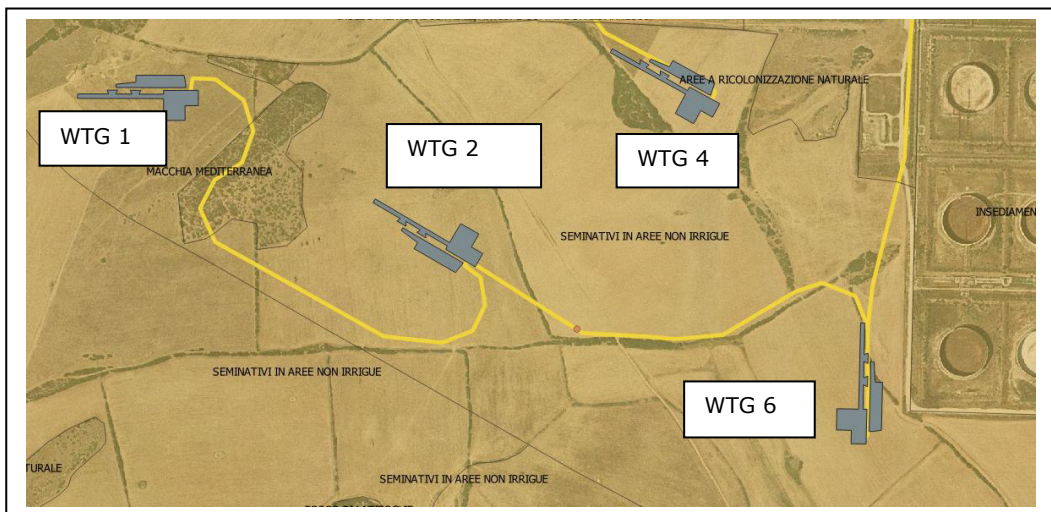 AREE A RICOLONIZZAZIONE NATURALE
WTG 1
WTG 2
WTG 4
MACCHIA MEDITERRANEA
INSEDIAMEN
SEMINATIVI IN AREE NON IRRIGUE
SEMINATIVI IN AREE NON IRRIGUE
WTG 6
TURALE
SEMINATIVI IN AREE NON IRRIGUE